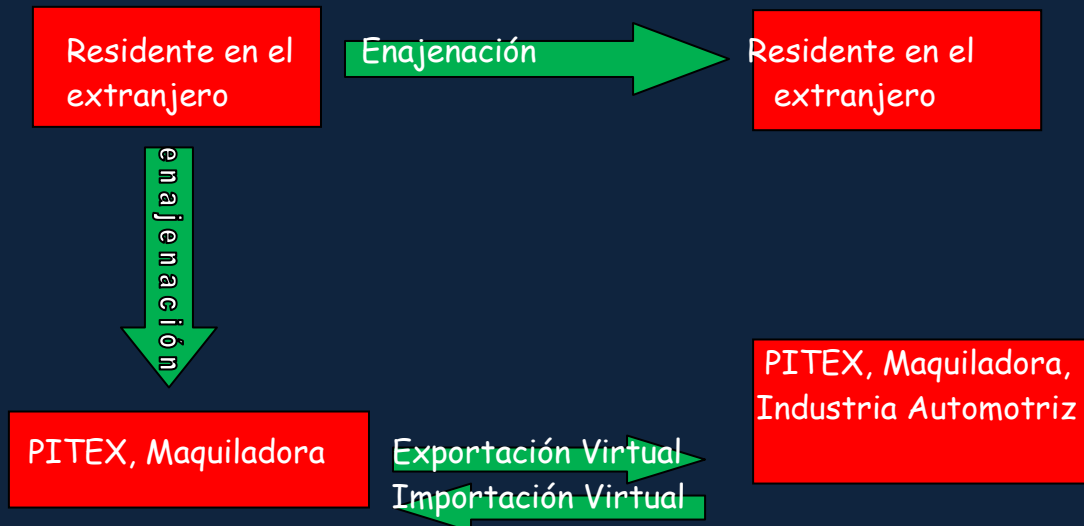 Residente en el
extranjero
Enajenación
Residente en el
extranjero
enajenación
PITEX, Maquiladora,
Industria Automotriz
PITEX, Maquiladora
Exportación Virtual
Importación Virtual